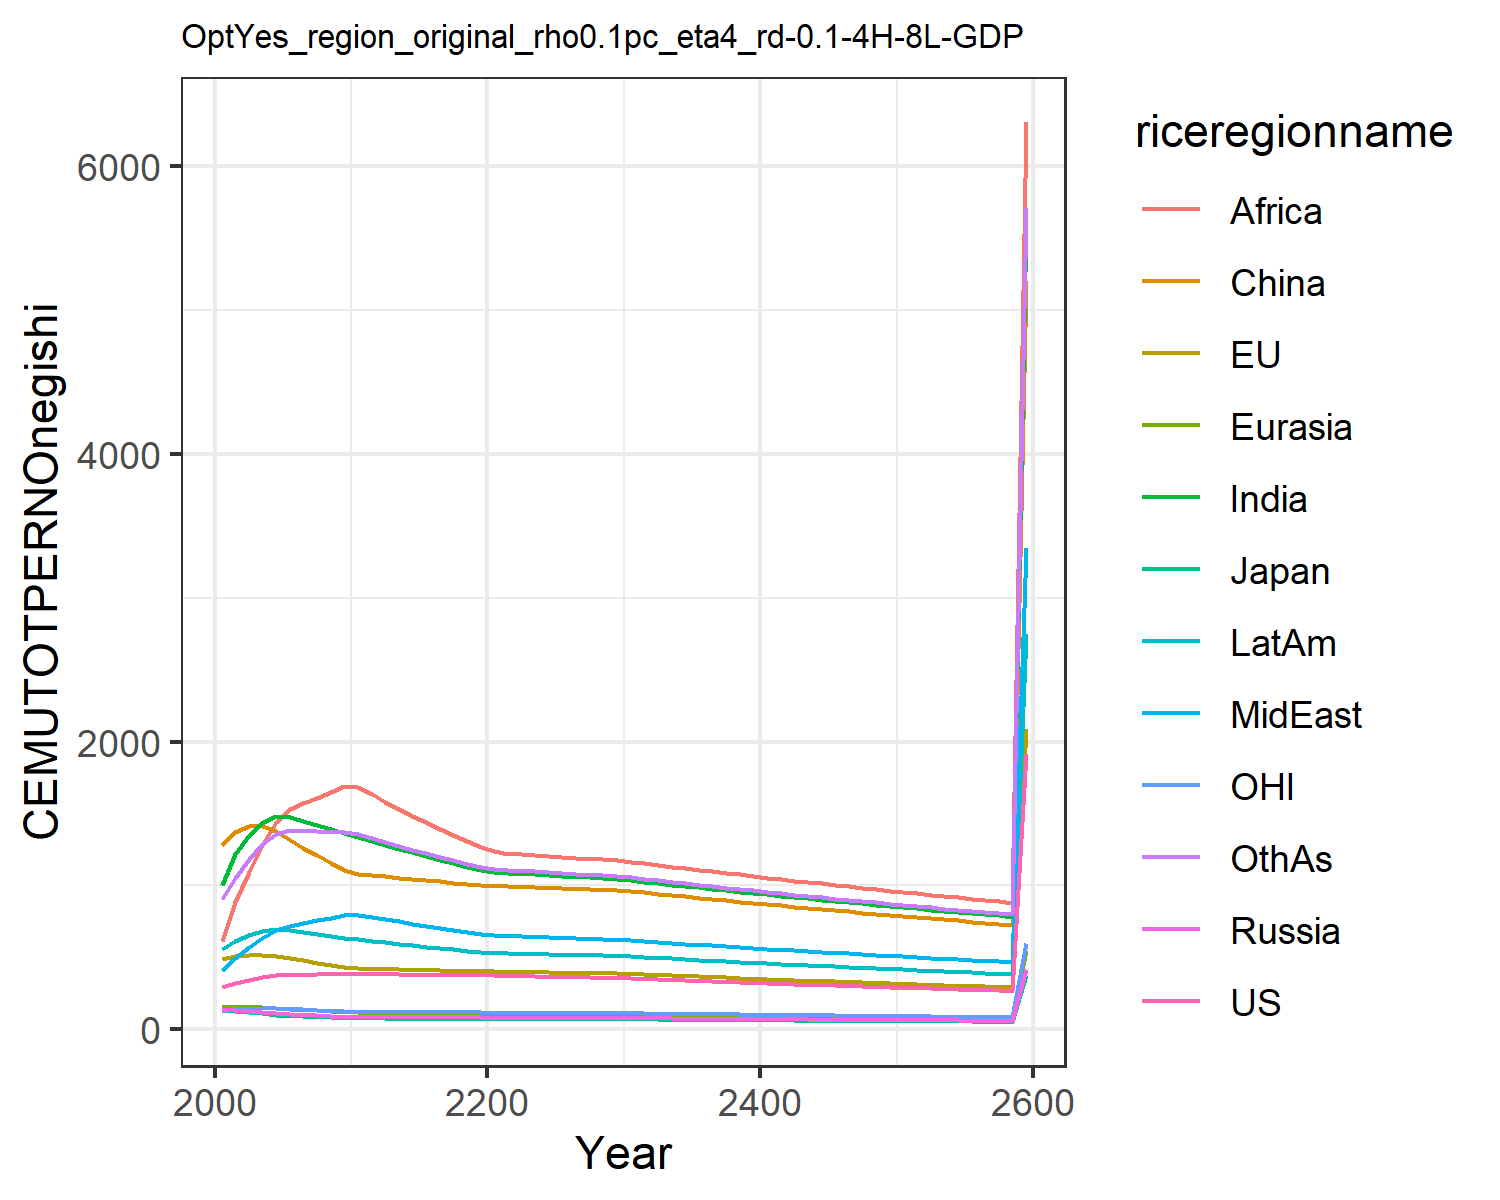 OptYes_region_original_rho0.1pc_eta4_rd-0.1-4H-8L-GDP
CEMUTOTPERNOnegishi
6000
4000
2000
0
2000 2200 2400 2600
Year
riceregionname
Africa
China
EU
Eurasia
India
Japan
LatAm
MidEast
OHI
OthAs
Russia
US